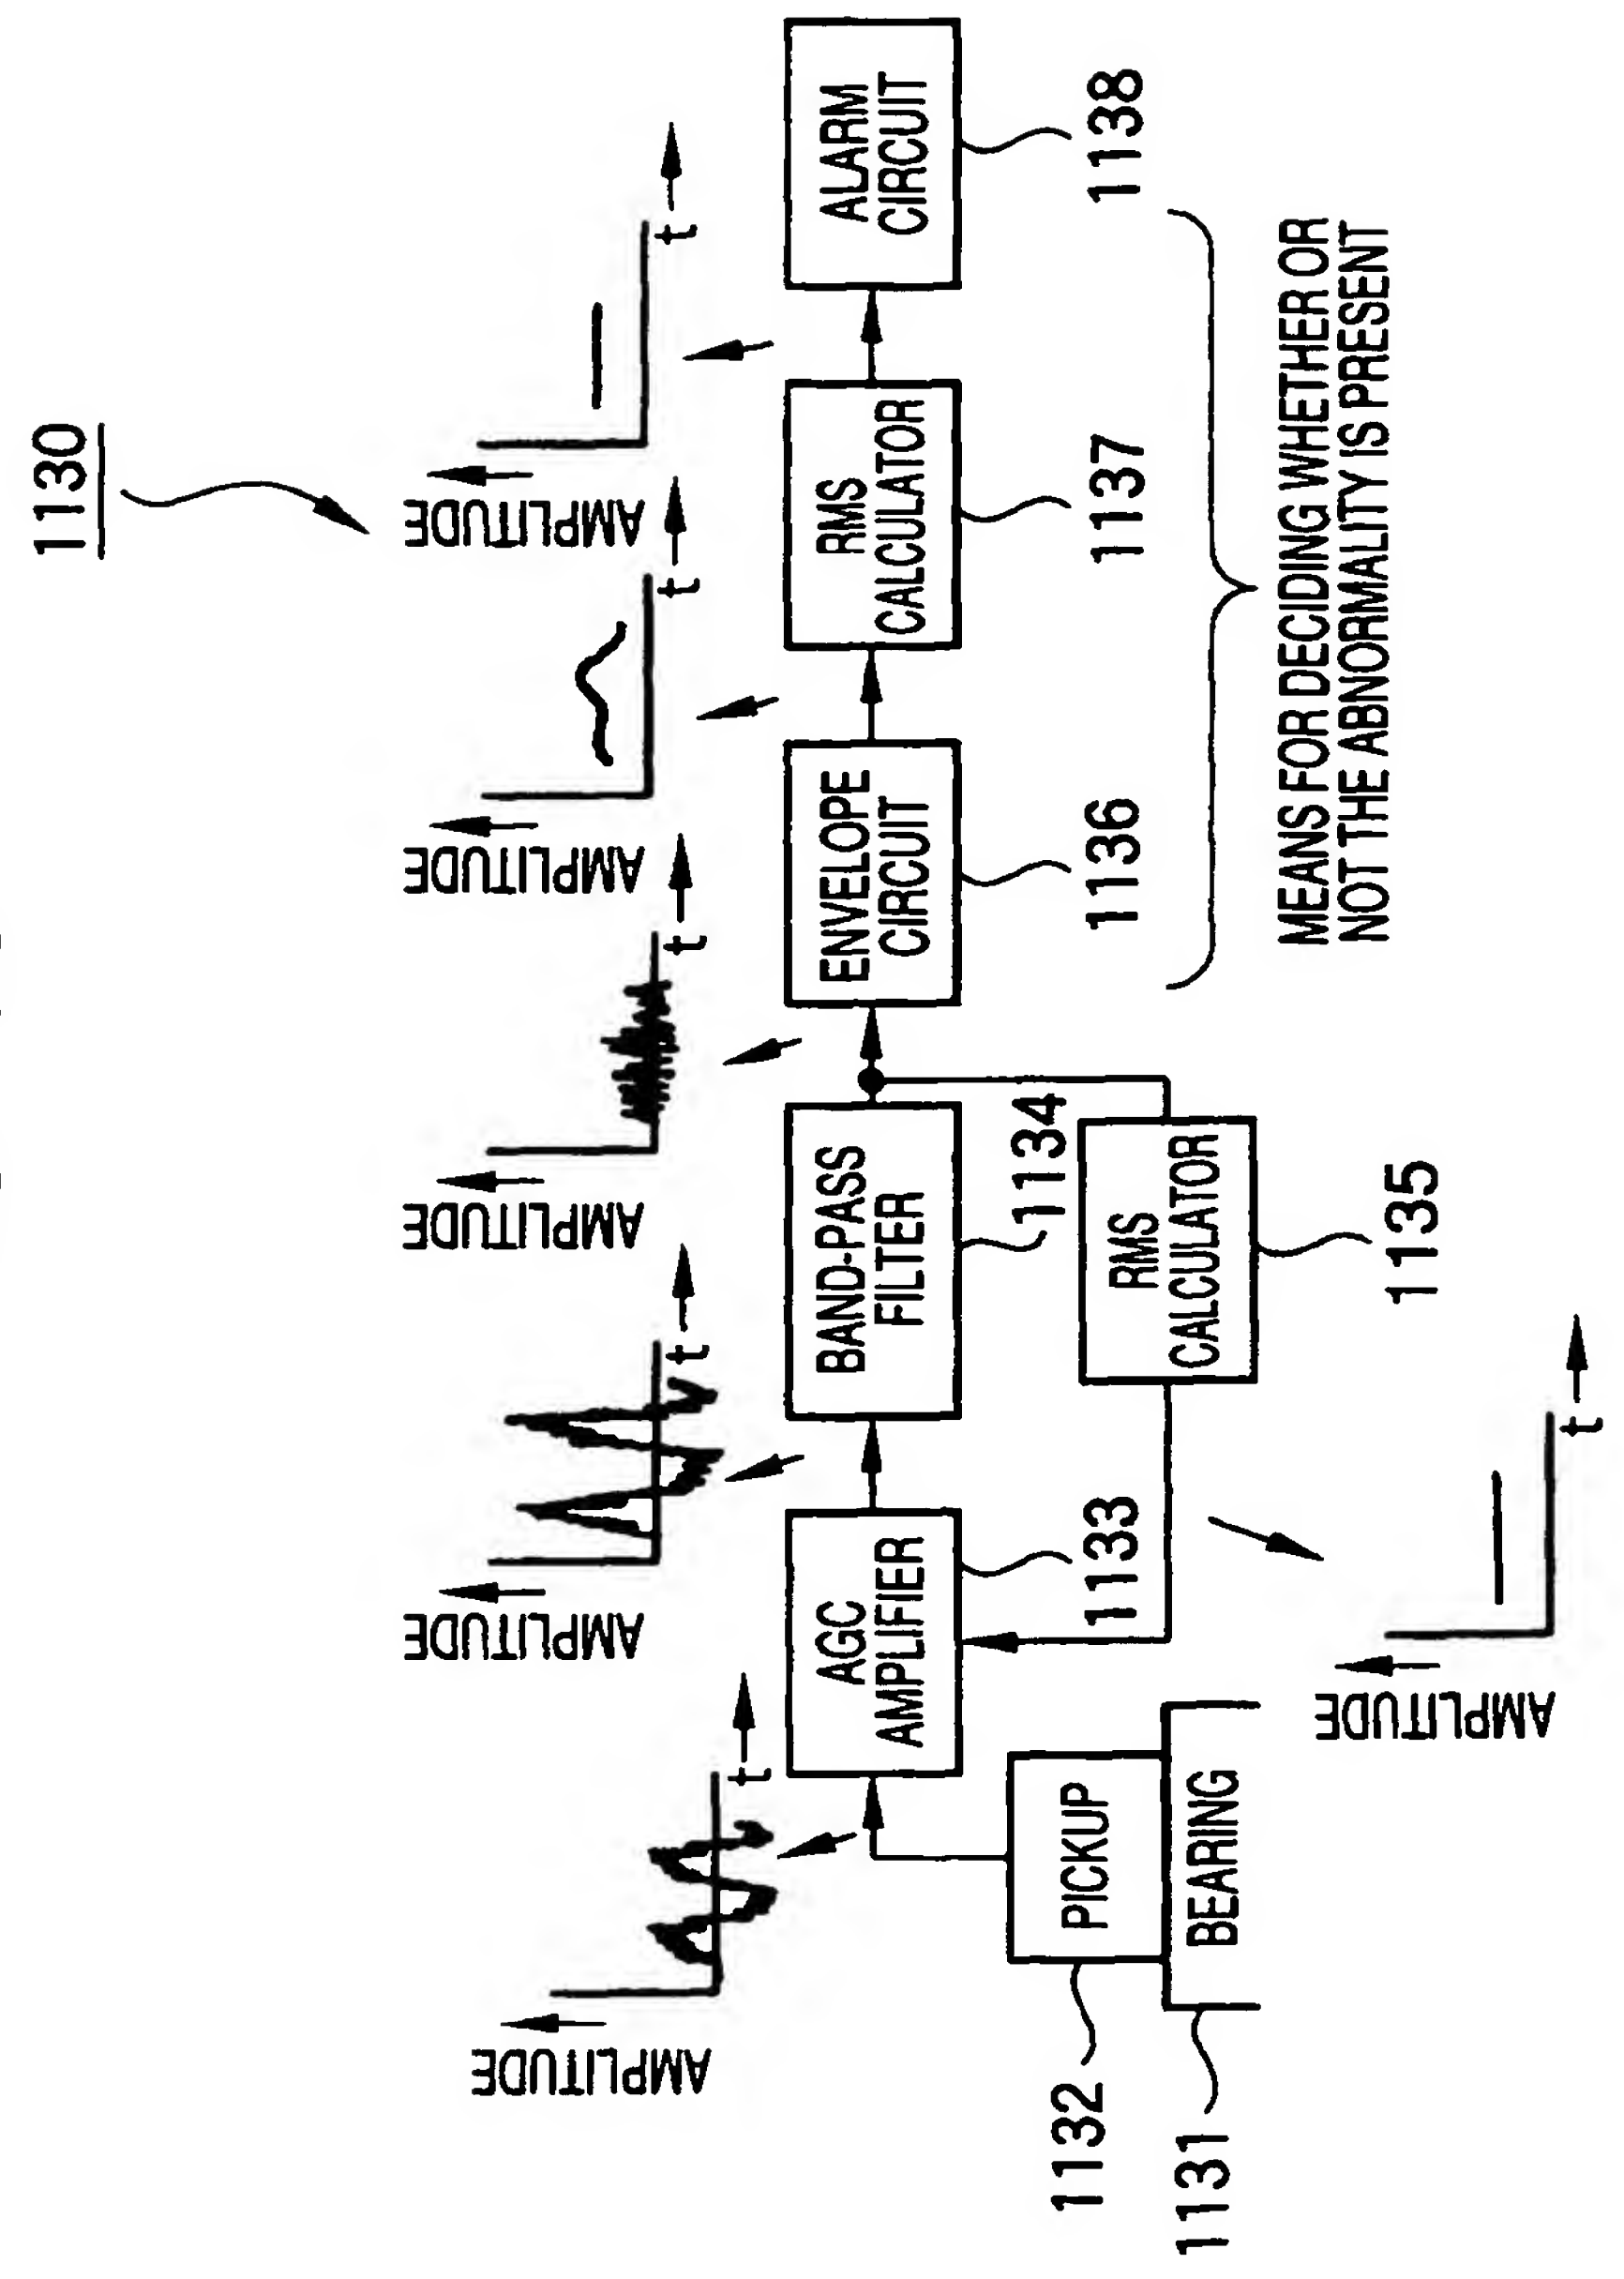 1130
AMPLITUDE
t
AMPLITUDE
t
AMPLITUDE
t
AMPLITUDE
t
AMPLITUDE
t
PICKUP
1132
BEARING
1131
AGC
AMPLIFIER
1133
BAND-PASS
FILTER
1134
RMS
CALCULATOR
1135
AMPLITUDE
t
ENVELOPE
CIRCUIT
1136
RMS
CALCULATOR
1137
ALARM
CIRCUIT
1138
MEANS FOR DECIDING WHETHER OR
NOT THE ABNORMALITY IS PRESENT